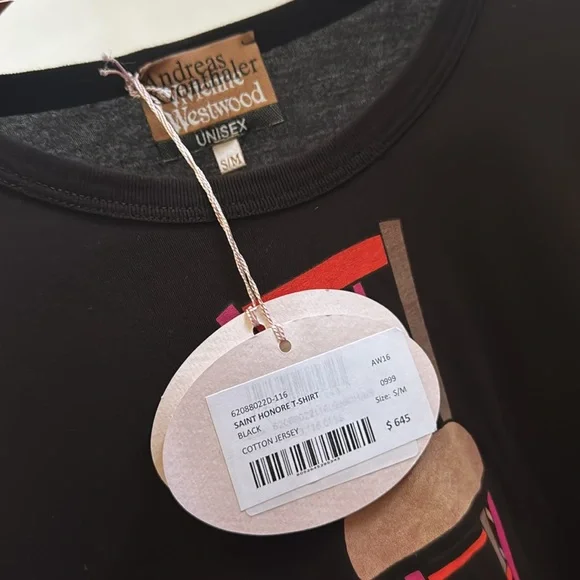 Andreas
Kronthaler
Vivienne
Westwood
UNISEX
S/M
62088022D-116
AW16
SAINT HONORE T-SHIRT
0999
BLACK
Size: S/M
COTTON JERSEY
$ 645